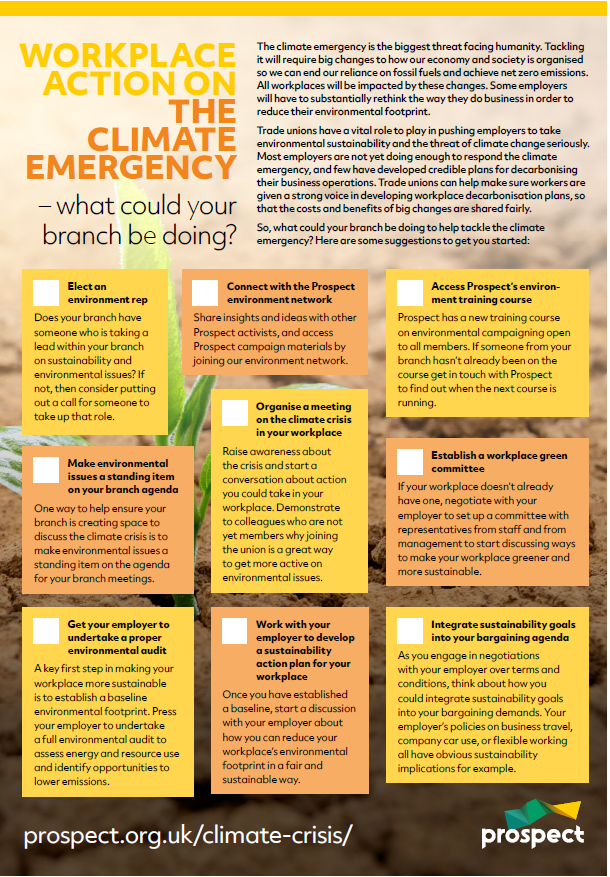 WORKPLACE
ACTION ON
THE
CLIMATE
EMERGENCY
– what could your
branch be doing?
The climate emergency is the biggest threat facing humanity. Tackling
it will require big changes to how our economy and society is organised
so we can end our reliance on fossil fuels and achieve net zero emissions.
All workplaces will be impacted by these changes. Some employers
will have to substantially rethink the way they do business in order to
reduce their environmental footprint.
Trade unions have a vital role to play in pushing employers to take
environmental sustainability and the threat of climate change seriously.
Most employers are not yet doing enough to respond the climate
emergency, and few have developed credible plans for decarbonising
their business operations. Trade unions can help make sure workers are
given a strong voice in developing workplace decarbonisation plans, so
that the costs and benefits of big changes are shared fairly.
So, what could your branch be doing to help tackle the climate
emergency? Here are some suggestions to get you started:
Elect an
environment rep
Does your branch have
someone who is taking a
lead within your branch
on sustainability and
environmental issues? If
not, then consider putting
out a call for someone to
take up that role.
Connect with the Prospect
environment network
Share insights and ideas with other
Prospect activists, and access
Prospect campaign materials by
joining our environment network.
Access Prospect's environ-
ment training course
Prospect has a new training course
on environmental campaigning open
to all members. If someone from your
branch hasn't already been on the
course get in touch with Prospect
to find out when the next course is
running.
Organise a meeting
on the climate crisis
in your workplace
Raise awareness about
the crisis and start a
conversation about action
you could take in your
workplace. Demonstrate
to colleagues who are not
yet members why joining
the union is a great way
to get more active on
environmental issues.
Make environmental
issues a standing item
on your branch agenda
One way to help ensure your
branch is creating space to
discuss the climate crisis is to
make environmental issues a
standing item on the agenda
for your branch meetings.
Establish a workplace green
committee
If your workplace doesn't already
have one, negotiate with your
employer to set up a committee with
representatives from staff and from
management to start discussing ways
to make your workplace greener and
more sustainable.
Get your employer to
undertake a proper
environmental audit
A key first step in making your
workplace more sustainable
is to establish a baseline
environmental footprint. Press
your employer to undertake
a full environmental audit to
assess energy and resource use
and identify opportunities to
lower emissions.
Work with your
employer to develop
a sustainability
action plan for your
workplace
Once you have established
a baseline, start a discussion
with your employer about
how you can reduce your
workplace's environmental
footprint in a fair and
sustainable way.
Integrate sustainability goals
into your bargaining agenda
As you engage in negotiations
with your employer over terms and
conditions, think about how you
could integrate sustainability goals
into your bargaining demands. Your
employer's policies on business travel,
company car use, or flexible working
all have obvious sustainability
implications for example.
prospect.org.uk/climate-crisis/
prospect